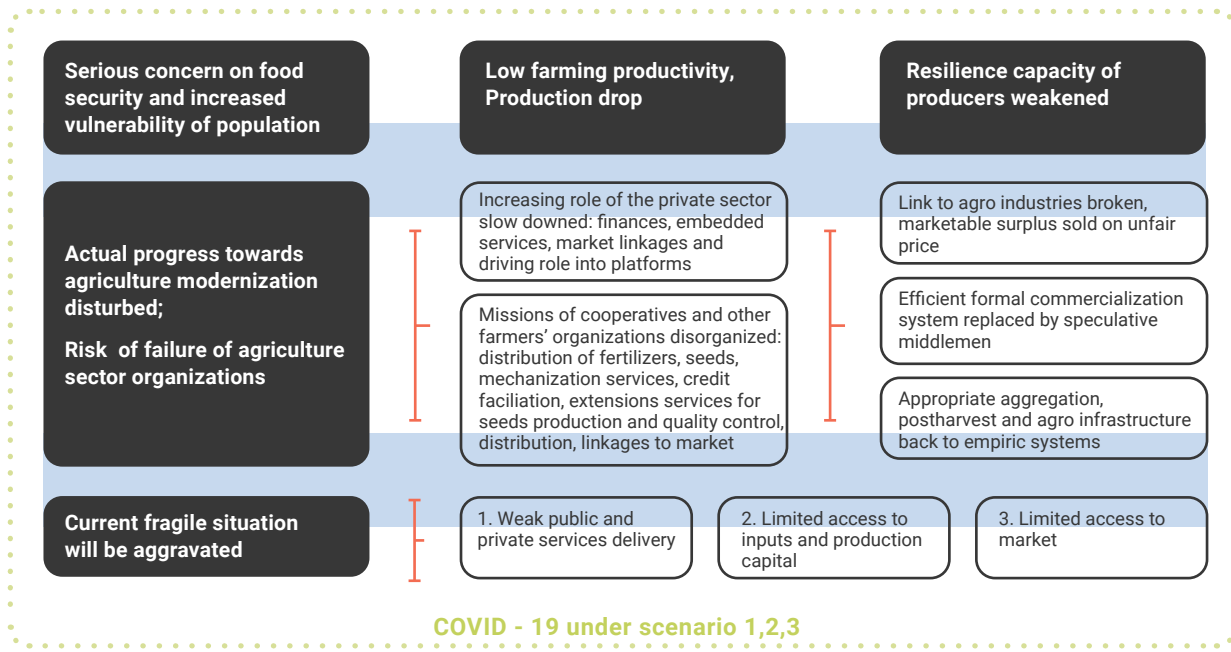 Serious concern on food
security and increased
vulnerability of population
Low farming productivity,
Production drop
Resilience capacity of
producers weakened
Actual progress towards
agriculture modernization
disturbed;
Risk of failure of agriculture
sector organizations
Increasing role of the private sector
slow downed: finances, embedded
services, market linkages and
driving role into platforms
Missions of cooperatives and other
farmers' organizations disorganized:
distribution of fertilizers, seeds,
mechanization services, credit
faciliation, extensions services for
seeds production and quality control,
distribution, linkages to market
Link to agro industries broken,
marketable surplus sold on unfair
price
Efficient formal commercialization
system replaced by speculative
middlemen
Appropriate aggregation,
postharvest and agro infrastructure
back to empiric systems
Current fragile situation
will be aggravated
1. Weak public and
private services delivery
2. Limited access to
inputs and production
capital
3. Limited access to
market
COVID - 19 under scenario 1,2,3